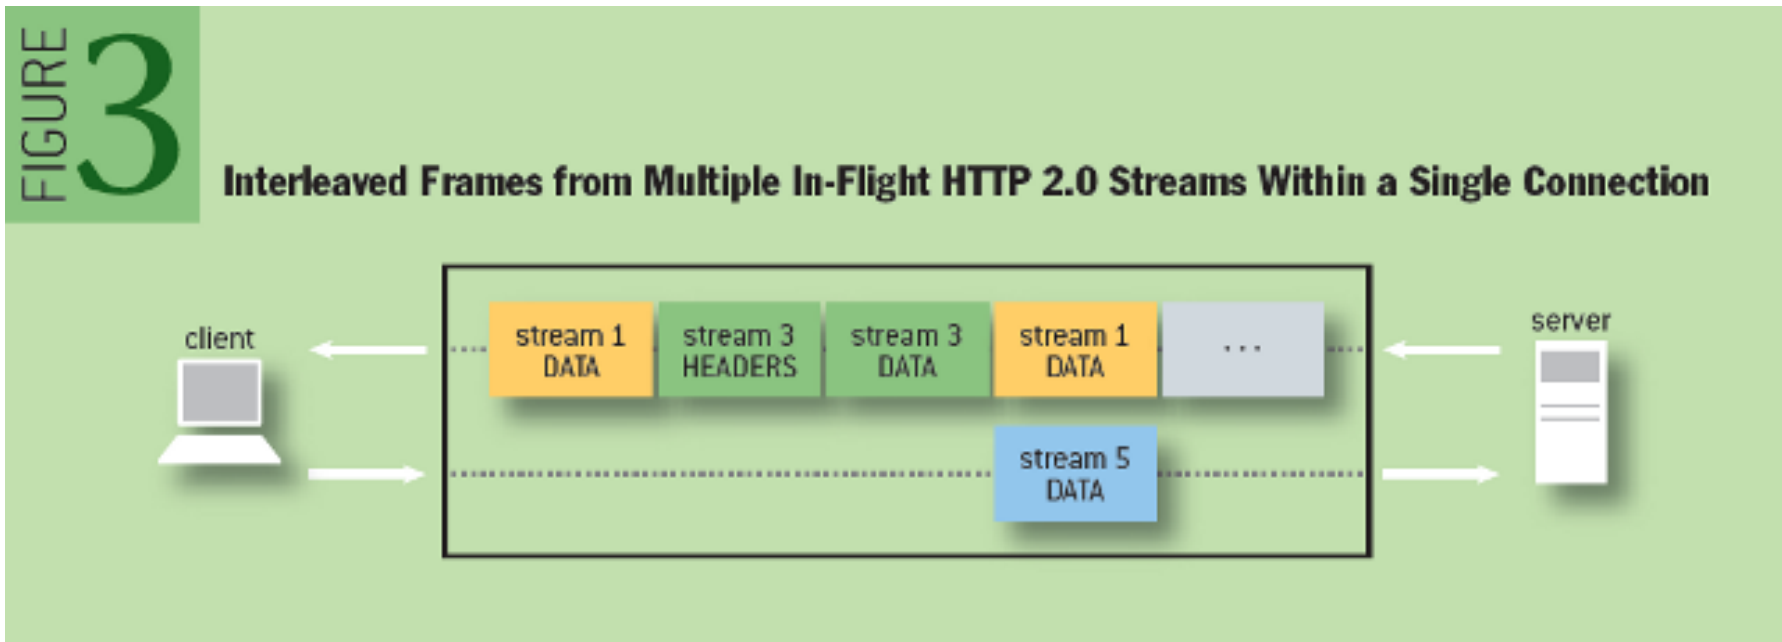 FIGURE
3
Interleaved Frames from Multiple In-Flight HTTP 2.0 Streams Within a Single Connection
client
stream 1
DATA
stream 3
HEADERS
stream 3
DATA
stream 1
DATA
...
server
stream 5
DATA